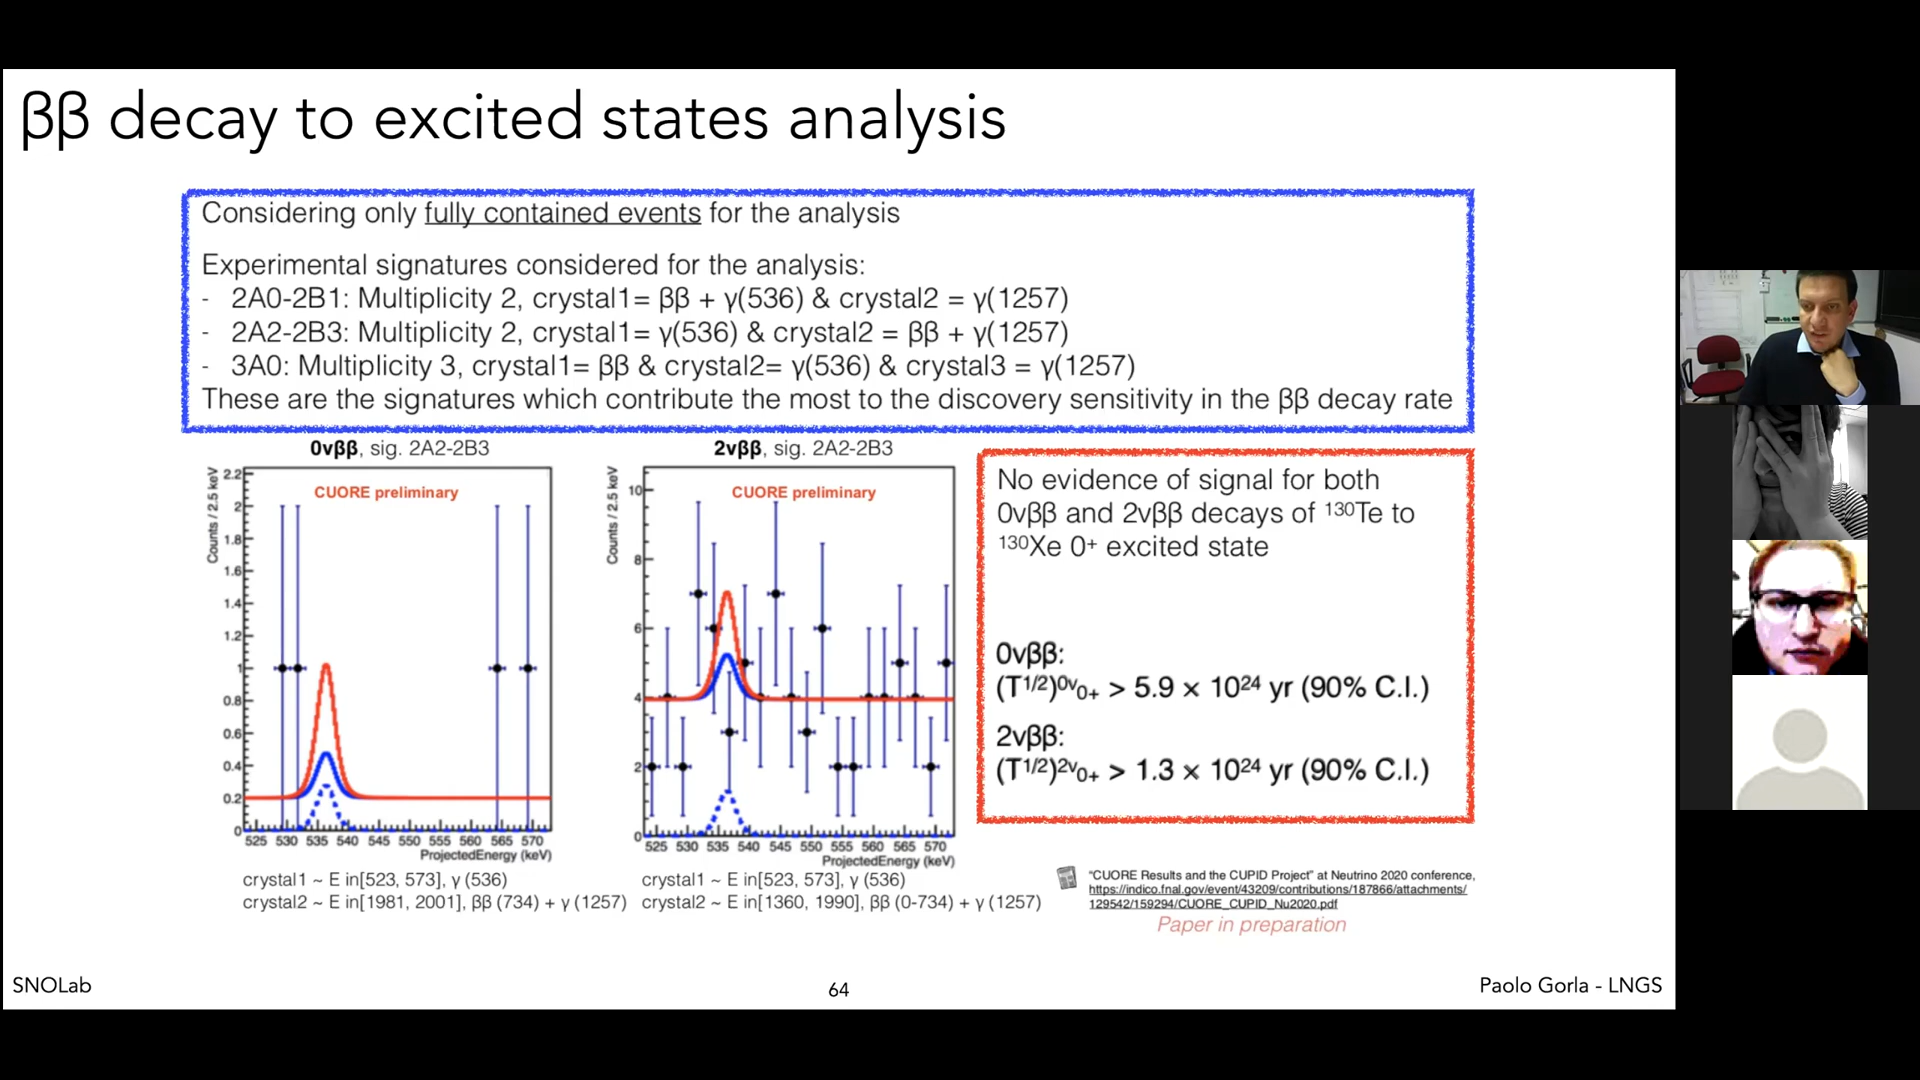 ββ decay to excited states analysis
Considering only fully contained events for the analysis
Experimental signatures considered for the analysis:
- 2A0-2B1: Multiplicity 2, crystal1= ββ + γ(536) & crystal2 = γ(1257)
- 2A2-2B3: Multiplicity 2, crystal1= γ(536) & crystal2 = ββ + γ(1257)
- 3A0: Multiplicity 3, crystal1= ββ & crystal2= γ(536) & crystal3 = γ(1257)
These are the signatures which contribute the most to the discovery sensitivity in the ββ decay rate
0νββ, sig. 2A2-2B3
CUORE preliminary
Counts / 2.5 keV
2.2
2
1.8
1.6
1.4
1.2
1
0.8
0.6
0.4
0.2
0
525 530 535 540 545 550 555 560 565 570
ProjectedEnergy (keV)
crystal1 ~ E in[523, 573], γ (536)
crystal2 ~ E in[1981, 2001], ββ (734) + γ (1257)
2νββ, sig. 2A2-2B3
CUORE preliminary
Counts / 2.5 keV
10
8
6
4
2
0
525 530 535 540 545 550 555 560 565 570
ProjectedEnergy (keV)
crystal1 ~ E in[523, 573], γ (536)
crystal2 ~ E in[1360, 1990], ββ (0-734) + γ (1257)
No evidence of signal for both
0νββ and 2νββ decays of ¹³⁰Te to
¹³⁰Xe 0⁺ excited state
0νββ:
(T¹/²)⁰ᵛ₀₊ > 5.9 × 10²⁴ yr (90% C.I.)
2νββ:
(T¹/²)²ᵛ₀₊ > 1.3 × 10²⁴ yr (90% C.I.)
“CUORE Results and the CUPID Project” at Neutrino 2020 conference,
https://indico.fnal.gov/event/43209/contributions/187866/attachments/
129542/159294/CUORE_CUPID_Nu2020.pdf
Paper in preparation
SNOLab
64
Paolo Gorla - LNGS